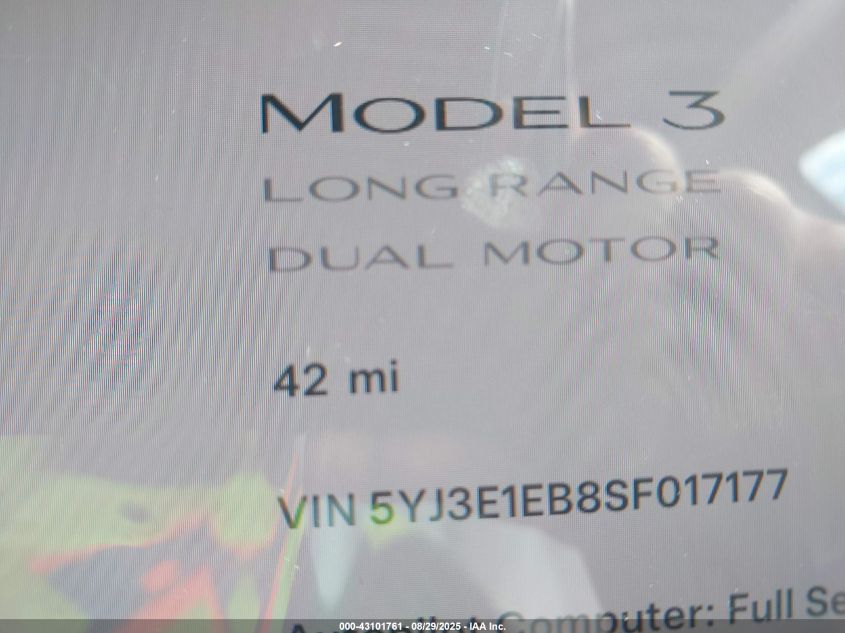 MODEL 3
LONG RANGE
DUAL MOTOR
42 mi
VIN 5YJ3E1EB8SF017177
Computer: Full
000-43101761 - 08/29/2025 - IAA Inc.